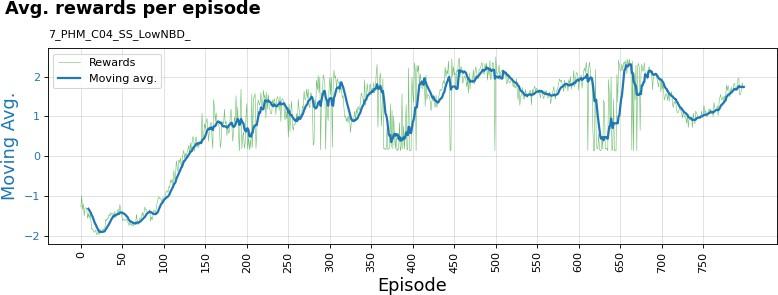 Avg. rewards per episode
7_PHM_C04_SS_LowNBD_
Rewards
Moving avg.
Moving Avg.
2
1
0
−1
−2
0 50 100 150 200 250 300 350 400 450 500 550 600 650 700 750
Episode